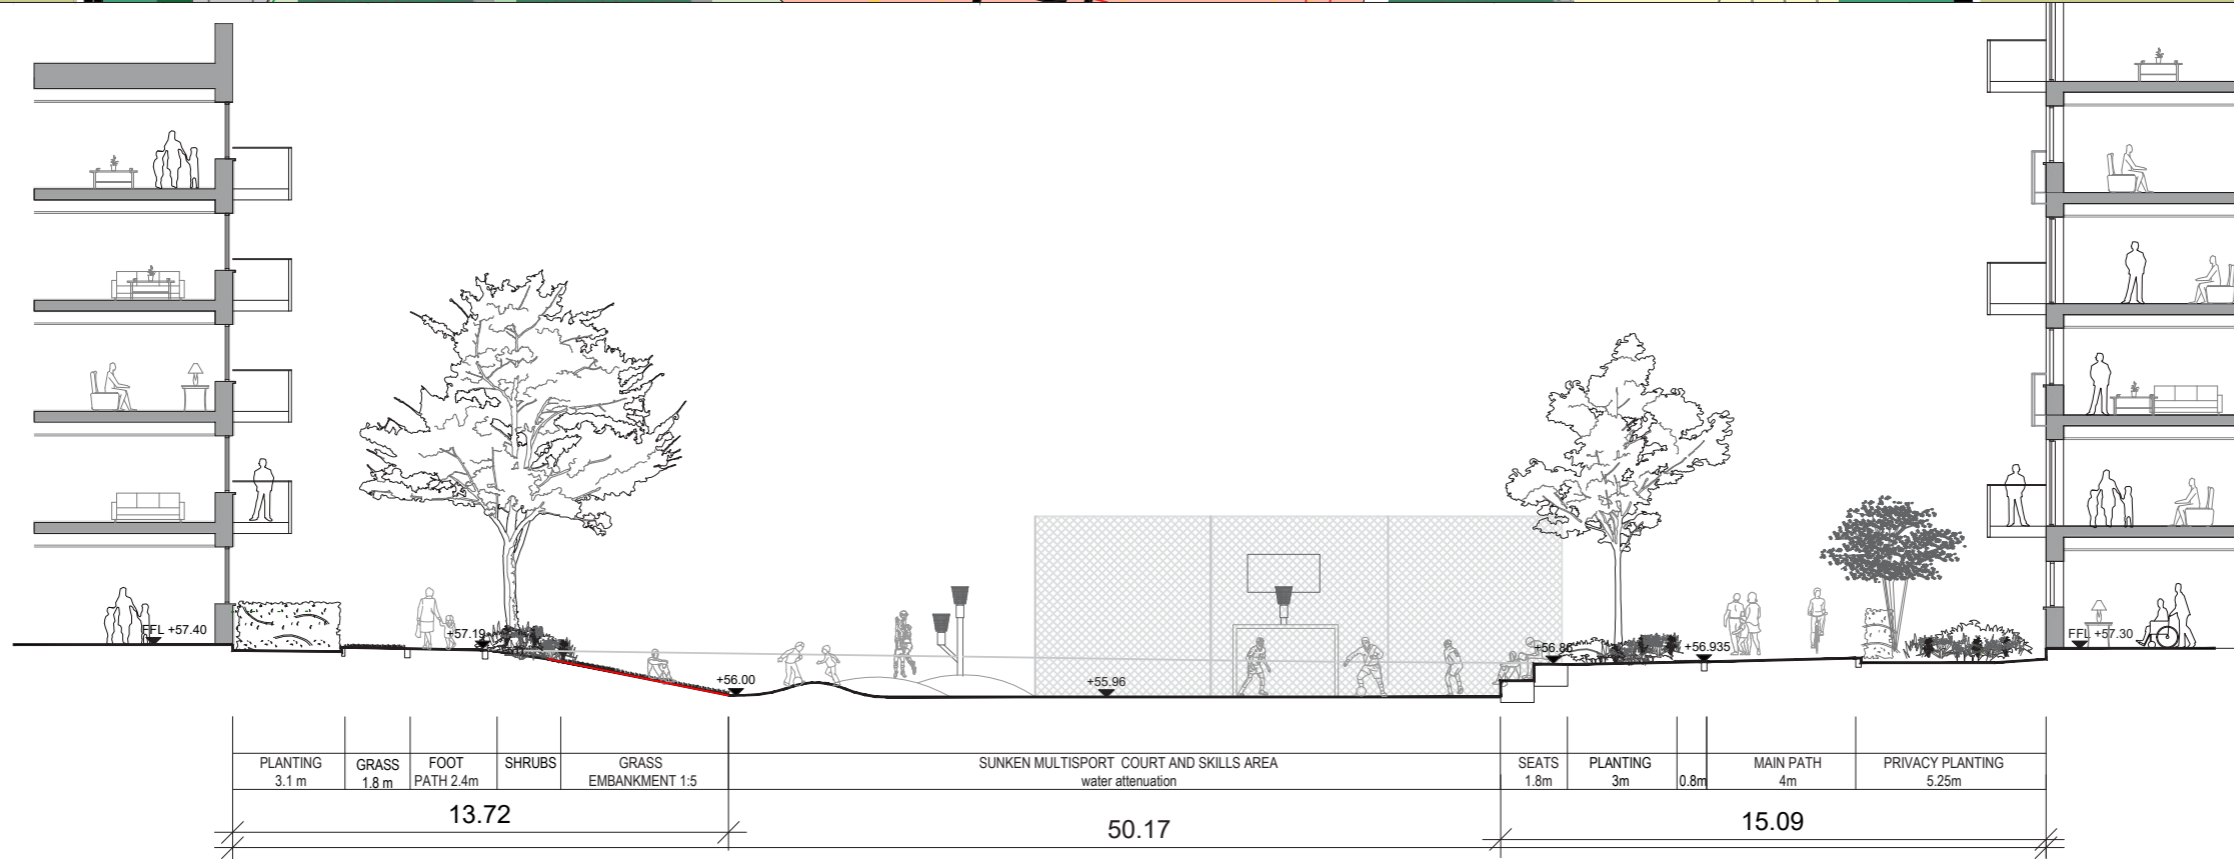 FFL +57.40
+57.19
+56.00
+55.96
+56.86
+56.935
FFL +57.30
PLANTING
3.1 m
GRASS
1.8 m
FOOT
PATH 2.4m
SHRUBS
GRASS
EMBANKMENT 1:5
SUNKEN MULTISPORT COURT AND SKILLS AREA
water attenuation
SEATS
1.8m
PLANTING
3m
0.8m
MAIN PATH
4m
PRIVACY PLANTING
5.25m
13.72
50.17
15.09